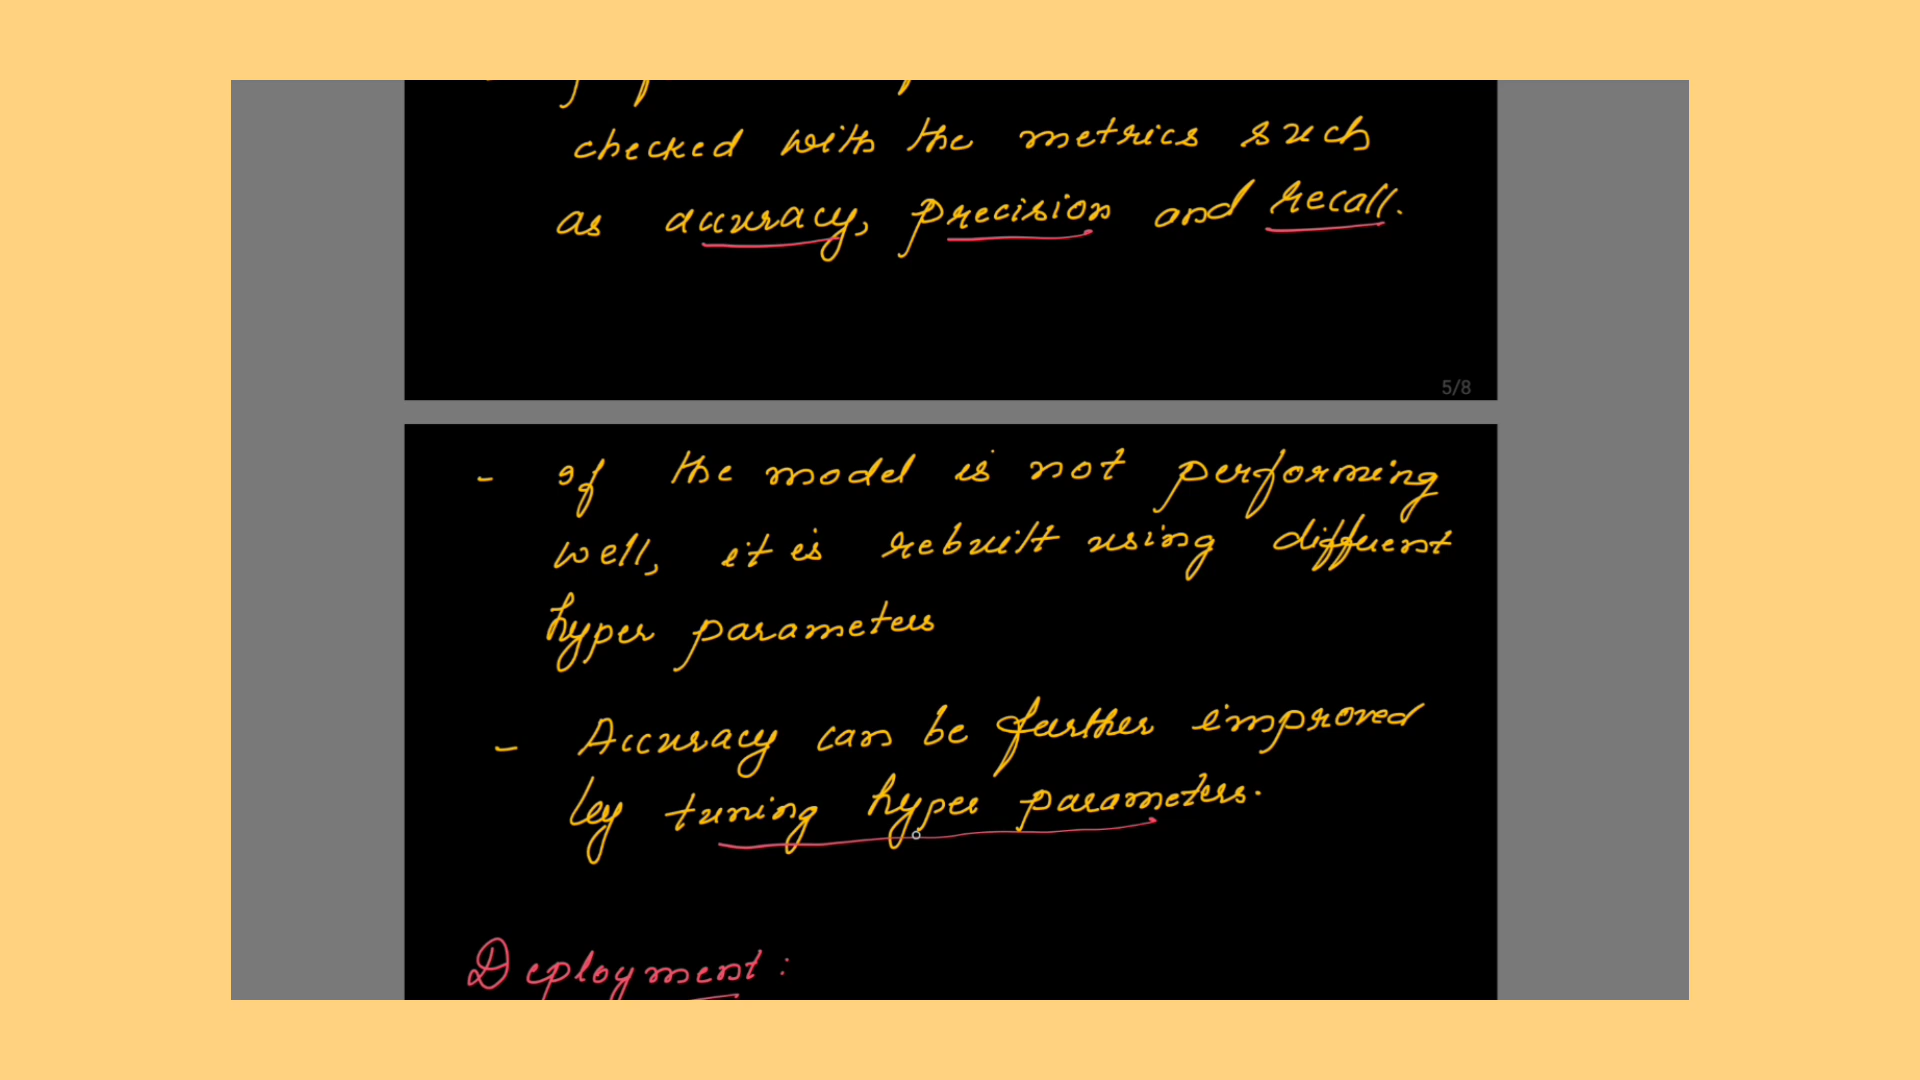 checked with the metrics such
as accuracy, precision and recall.
5/8
- If the model is not performing
well, it is rebuilt using different
hyper parameters
- Accuracy can be further improved
by tuning hyper parameters.
Deployment: